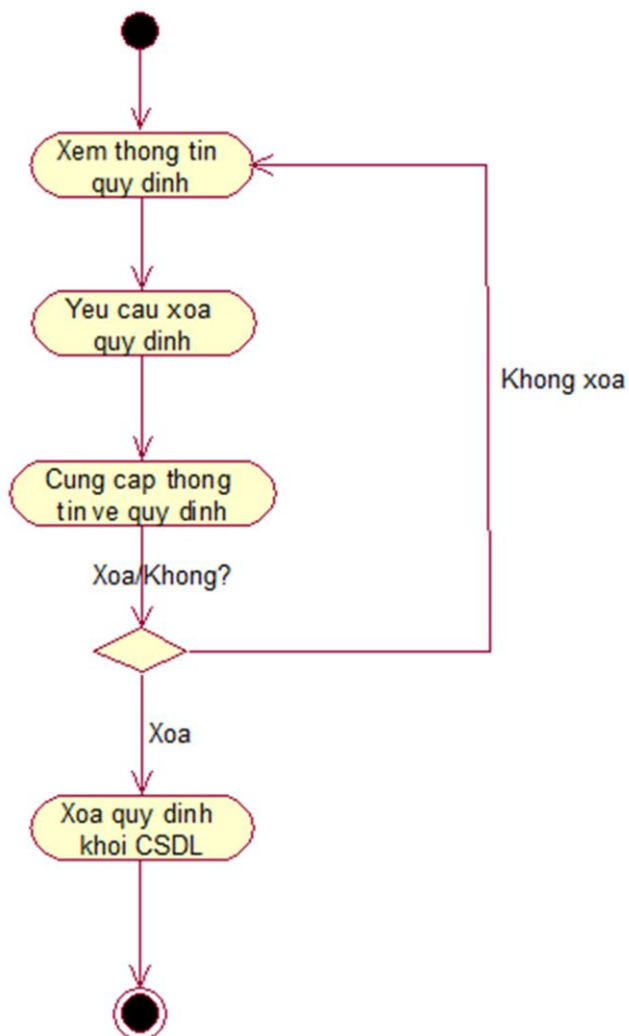 Xem thong tin
quy dinh
Yeu cau xoa
quy dinh
Khong xoa
Cung cap thong
tin ve quy dinh
Xoa/Khong?
Xoa
Xoa quy dinh
khoi CSDL